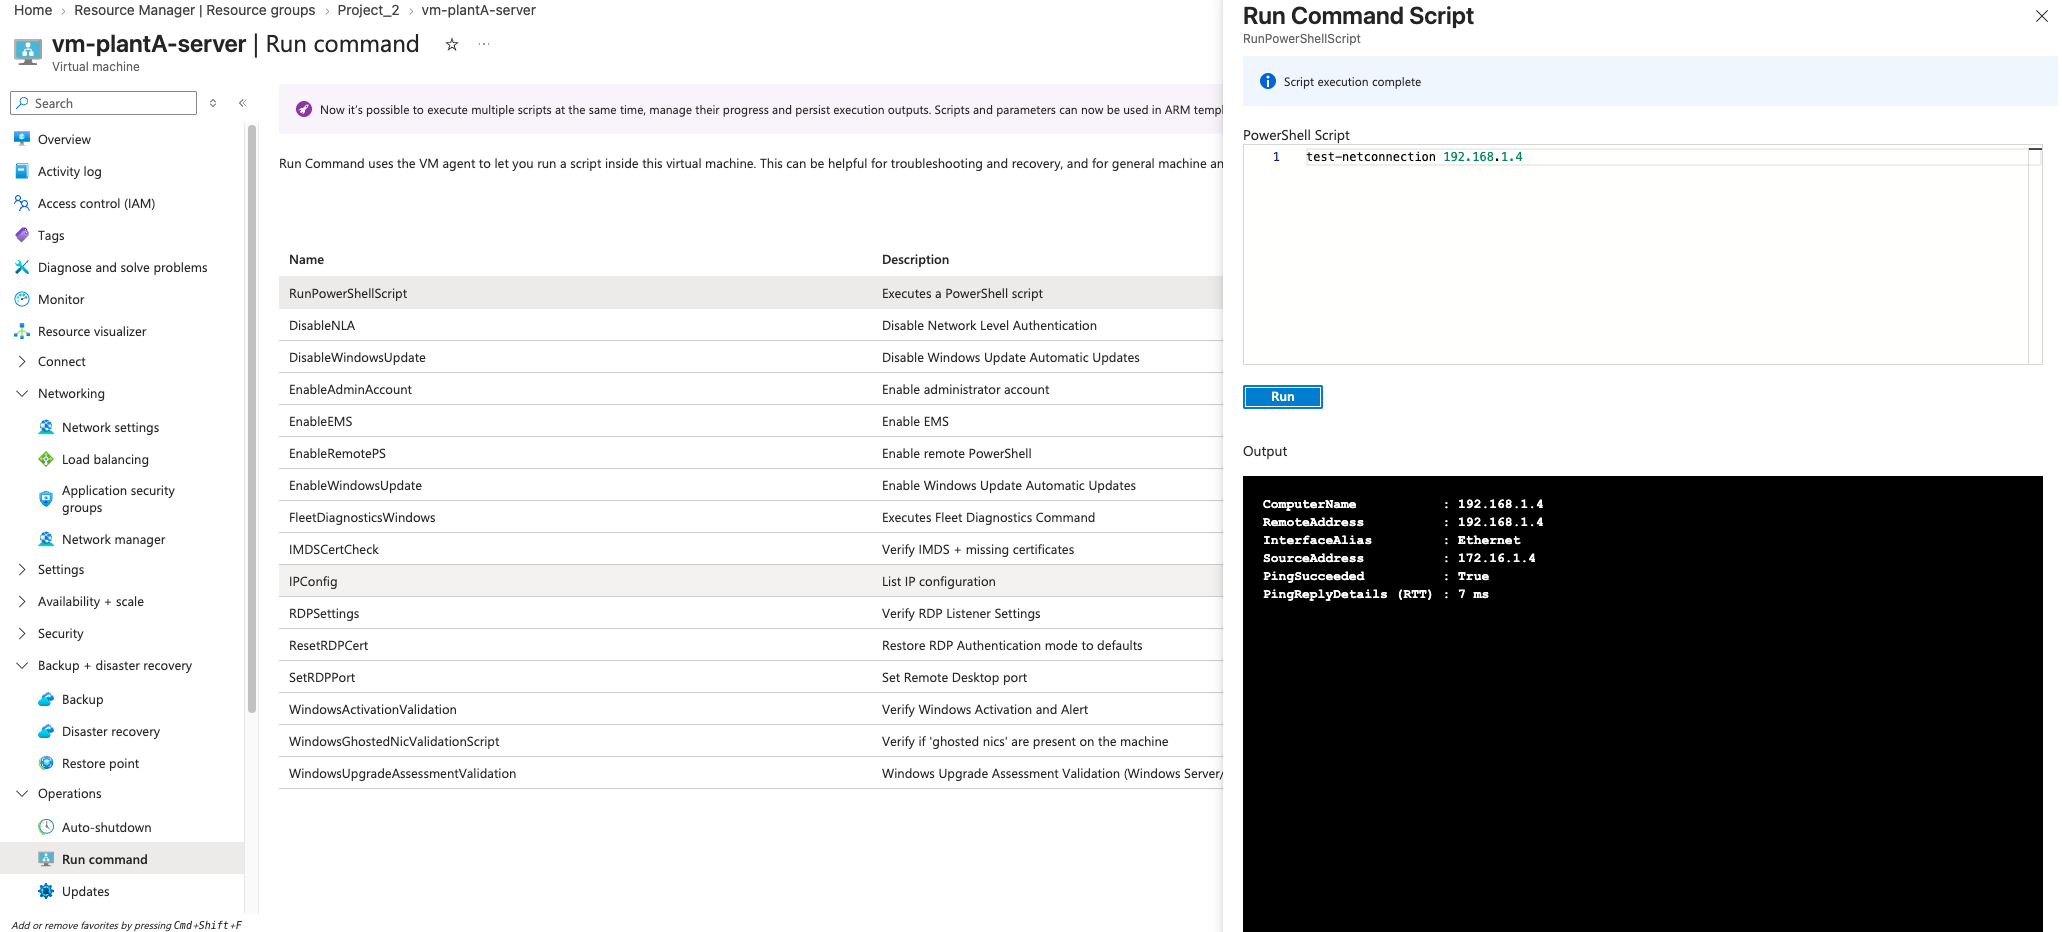 Home > Resource Manager | Resource groups > Project_2 > vm-plantA-server
vm-plantA-server | Run command
Virtual machine
Search
Overview
Activity log
Access control (IAM)
Tags
Diagnose and solve problems
Monitor
Resource visualizer
Connect
Networking
Network settings
Load balancing
Application security
groups
Network manager
Settings
Availability + scale
Security
Backup + disaster recovery
Backup
Disaster recovery
Restore point
Operations
Auto-shutdown
Run command
Updates
Add or remove favorites by pressing Cmd+Shift+F
Now it's possible to execute multiple scripts at the same time, manage their progress and persist execution outputs. Scripts and parameters can now be used in ARM templ
Run Command uses the VM agent to let you run a script inside this virtual machine. This can be helpful for troubleshooting and recovery, and for general machine an
Name Description
RunPowerShellScript Executes a PowerShell script
DisableNLA Disable Network Level Authentication
DisableWindowsUpdate Disable Windows Update Automatic Updates
EnableAdminAccount Enable administrator account
EnableEMS Enable EMS
EnableRemotePS Enable remote PowerShell
EnableWindowsUpdate Enable Windows Update Automatic Updates
FleetDiagnosticsWindows Executes Fleet Diagnostics Command
IMDSCertCheck Verify IMDS + missing certificates
IPConfig List IP configuration
RDPSettings Verify RDP Listener Settings
ResetRDPCert Restore RDP Authentication mode to defaults
SetRDPPort Set Remote Desktop port
WindowsActivationValidation Verify Windows Activation and Alert
WindowsGhostedNicValidationScript Verify if 'ghosted nics' are present on the machine
WindowsUpgradeAssessmentValidation Windows Upgrade Assessment Validation (Windows Server/
Run Command Script
RunPowerShellScript
Script execution complete
PowerShell Script
1 test-netconnection 192.168.1.4
Run
Output
ComputerName : 192.168.1.4
RemoteAddress : 192.168.1.4
InterfaceAlias : Ethernet
SourceAddress : 172.16.1.4
PingSucceeded : True
PingReplyDetails (RTT) : 7 ms